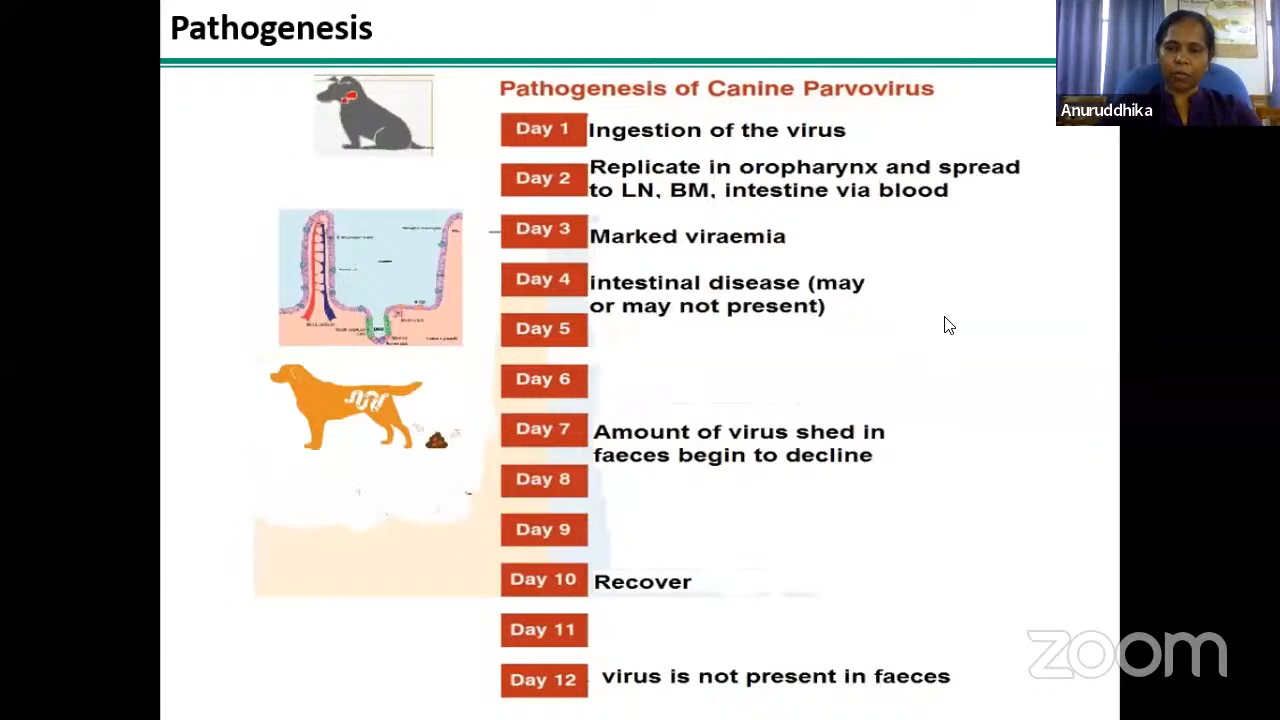 Pathogenesis
Anuruddhika
Pathogenesis of Canine Parvovirus
Day 1 Ingestion of the virus
Day 2 Replicate in oropharynx and spread
to LN, BM, intestine via blood
Day 3 Marked viraemia
Day 4 intestinal disease (may
or may not present)
Day 5
Day 6
Day 7 Amount of virus shed in
faeces begin to decline
Day 8
Day 9
Day 10 Recover
Day 11
Day 12 virus is not present in faeces
zoom